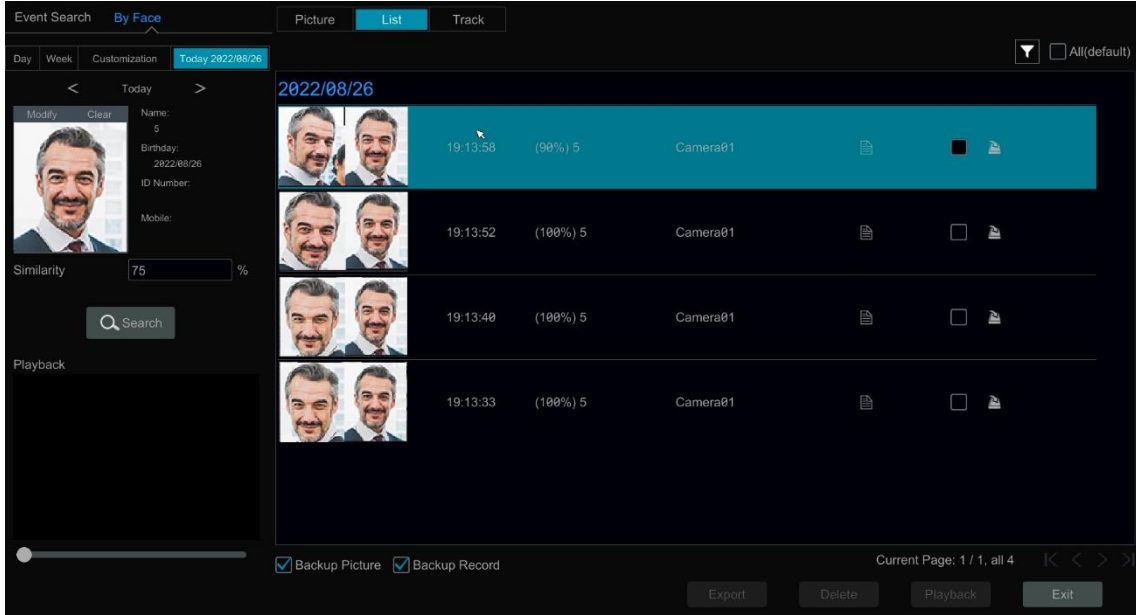 Event Search By Face
Picture List Track
All(default)
Day Week Customization Today 2022/08/26
< Today >
Modify Clear
Name:
5
Birthday:
2022/08/26
ID Number:
Mobile:
Similarity 75 %
Search
Playback
2022/08/26
19:13:58 (90%) 5 Camera01
19:13:52 (100%) 5 Camera01
19:13:40 (100%) 5 Camera01
19:13:33 (100%) 5 Camera01
Backup Picture Backup Record
Current Page: 1 / 1, all 4
Export Delete Playback Exit